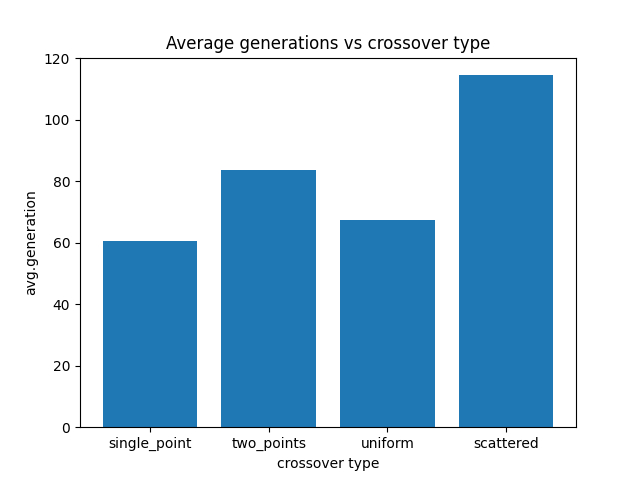 Average generations vs crossover type
120
100
80
60
40
20
0
avg.generation
single_point two_points uniform scattered
crossover type